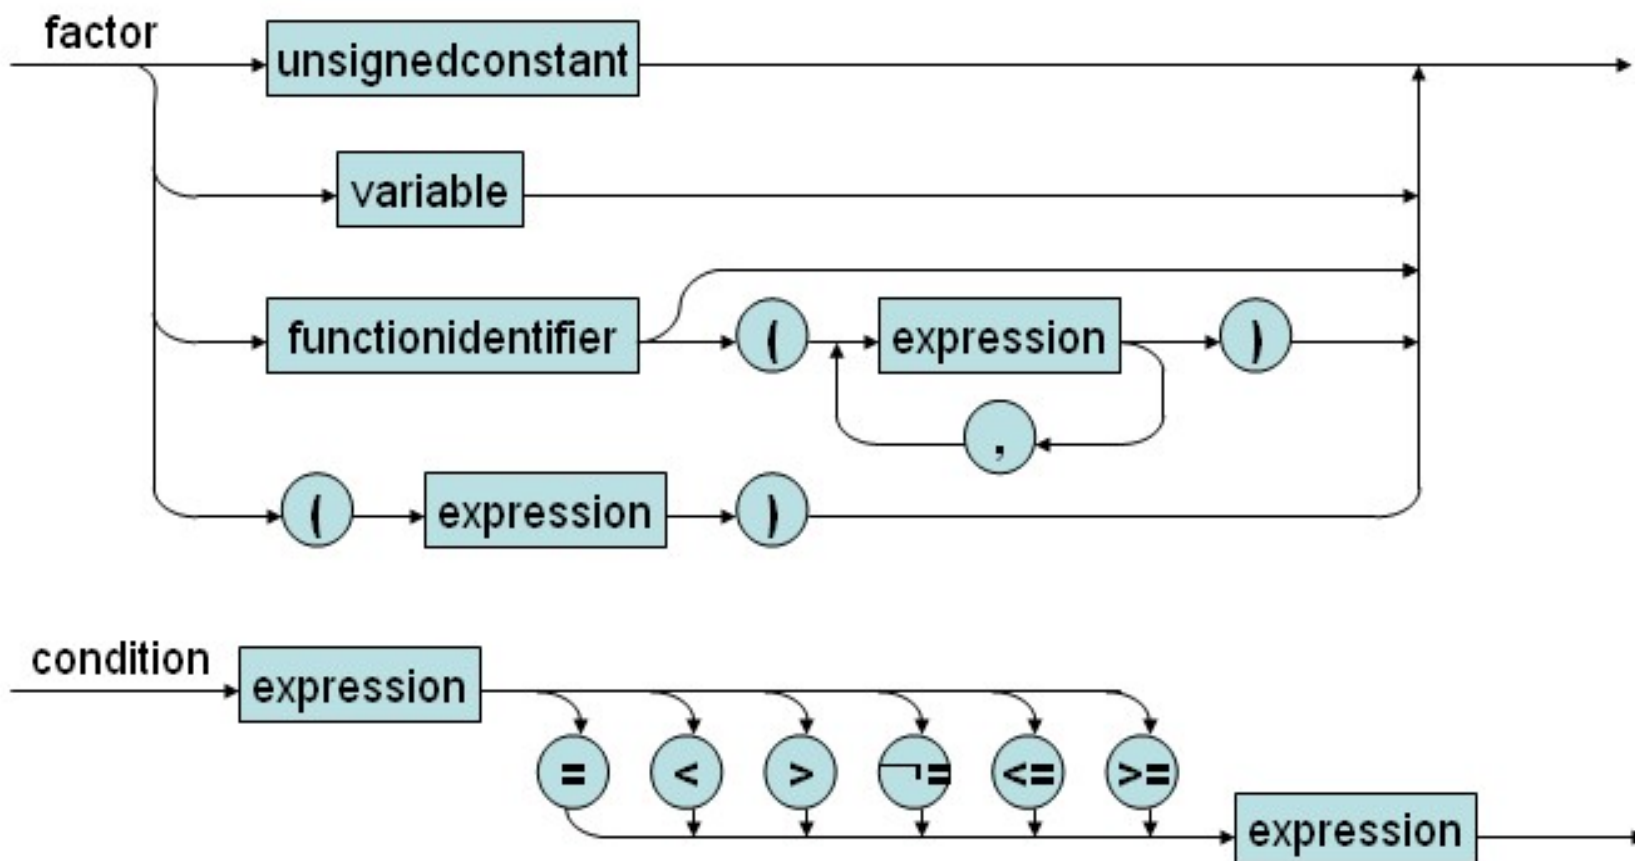 factor
unsignedconstant
variable
functionidentifier ( expression )
,
( expression )
condition
expression
= < > ¬= <= >=
expression